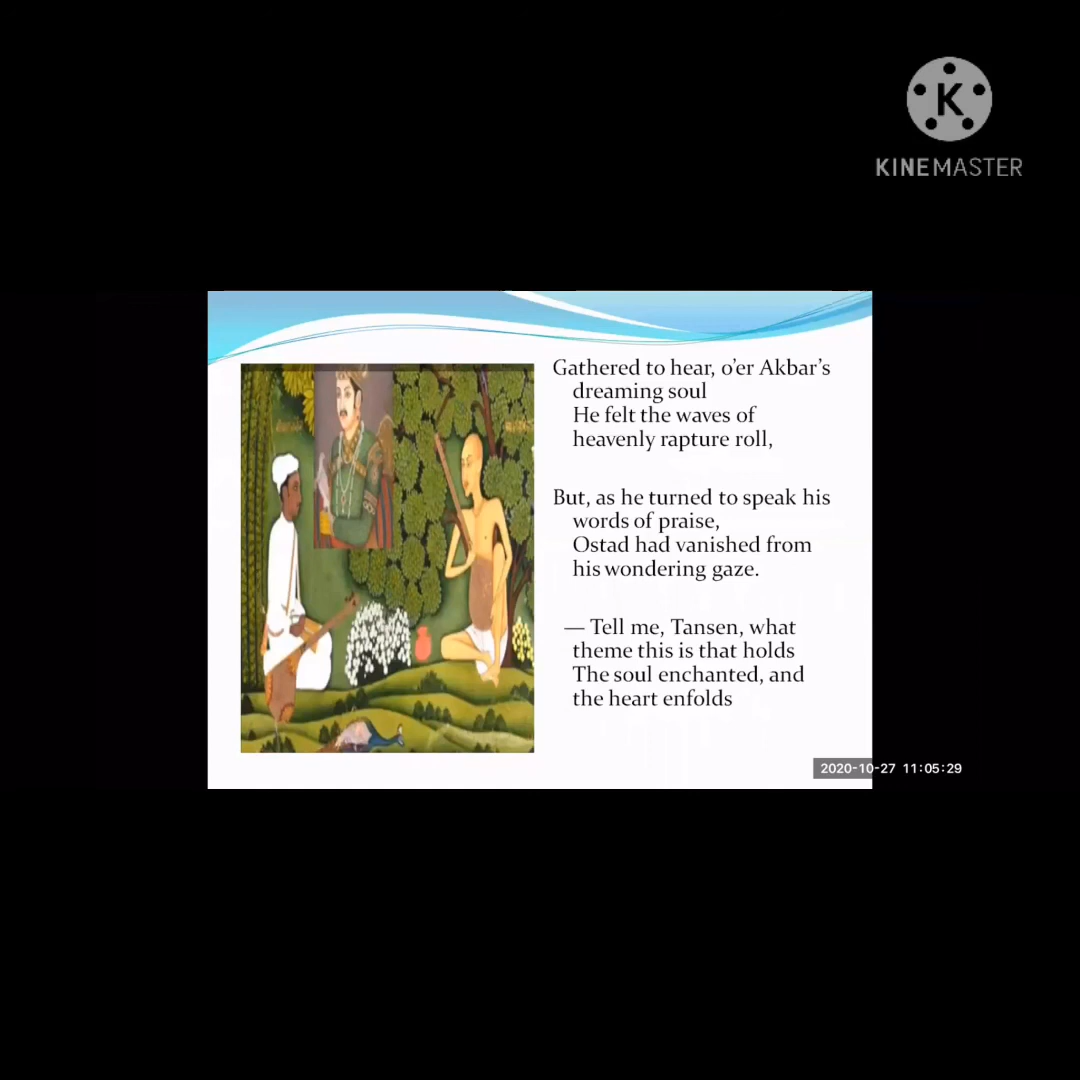 K
KINEMASTER
Gathered to hear, o'er Akbar's
dreaming soul
He felt the waves of
heavenly rapture roll,
But, as he turned to speak his
words of praise,
Ostad had vanished from
his wondering gaze.
— Tell me, Tansen, what
theme this is that holds
The soul enchanted, and
the heart enfolds
2020-10-27 11:05:29